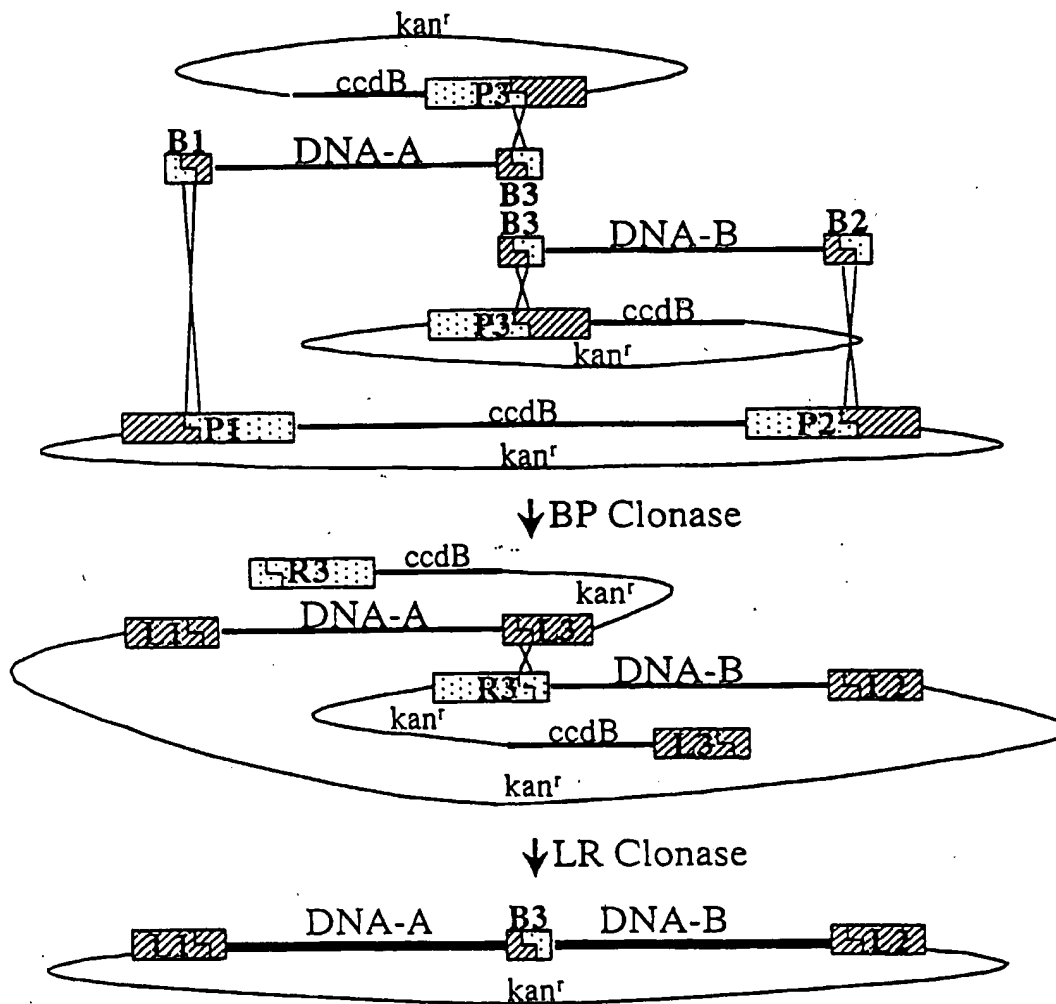 kanʳ
ccdB
P3
B1
DNA-A
B3
B3
DNA-B
B2
P3
ccdB
kanʳ
ccdB
P1
P2
kanʳ
BP Clonase
R3
ccdB
kanʳ
DNA-A
L1
L3
DNA-B
R3
L2
kanʳ
ccdB
L3
kanʳ
LR Clonase
DNA-A
B3
DNA-B
L1
L2
kanʳ